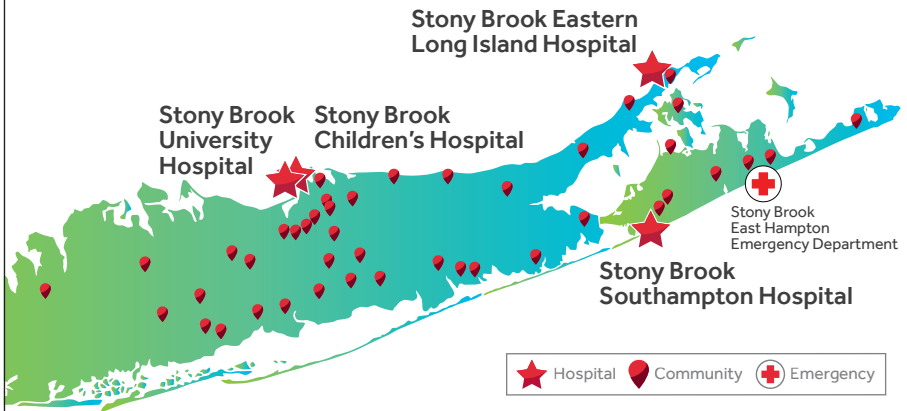 Stony Brook Eastern
Long Island Hospital
Stony Brook
University
Hospital
Stony Brook
Children's Hospital
Stony Brook
East Hampton
Emergency Department
Stony Brook
Southampton Hospital
Hospital
Community
Emergency